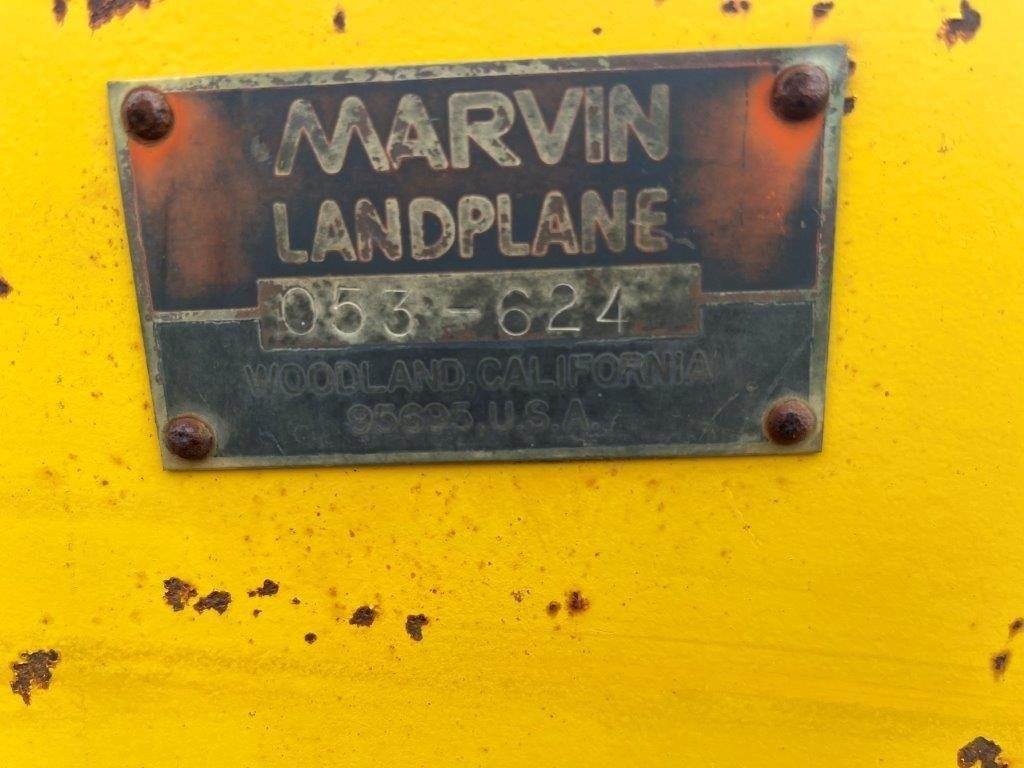 MARVIN
LANDPLANE
053-624
WOODLAND, CALIFORNIA
95695, U.S.A.